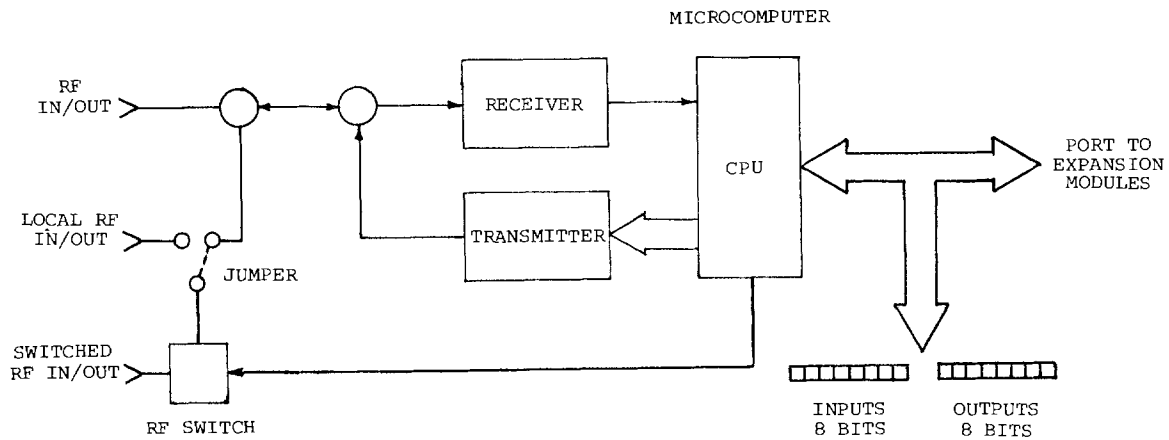 MICROCOMPUTER
RF
IN/OUT
RECEIVER
CPU
PORT TO
EXPANSION
MODULES
LOCAL RF
IN/OUT
TRANSMITTER
JUMPER
SWITCHED
RF IN/OUT
RF SWITCH
INPUTS
8 BITS
OUTPUTS
8 BITS